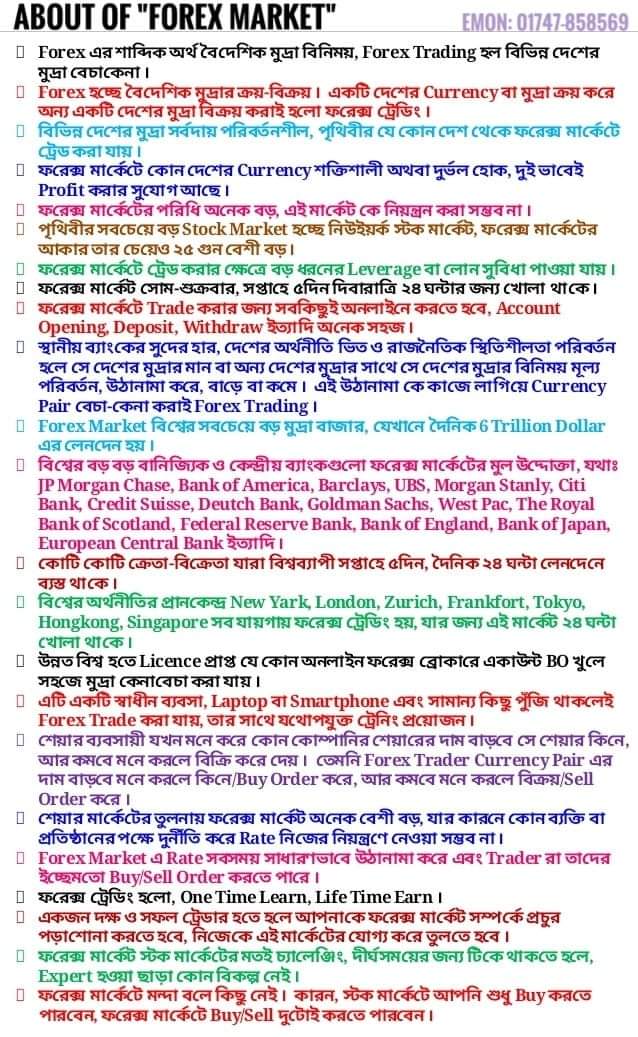 ABOUT OF "FOREX MARKET"
EMON: 01747-858569
Forex এর শাব্দিক অর্থ বৈদেশিক মুদ্রা বিনিময়, Forex Trading হল বিভিন্ন দেশের
মুদ্রা বেচাকেনা ।
Forex হচ্ছে বৈদেশিক মুদ্রার ক্রয়-বিক্রয় । একটি দেশের Currency বা মুদ্রা ক্রয় করে
অন্য একটি দেশের মুদ্রা বিক্রয় করাই হলো ফরেক্স ট্রেডিং ।
বিভিন্ন দেশের মুদ্রা সর্বদায় পরিবর্তনশীল, পৃথিবীর যে কোন দেশ থেকে ফরেক্স মার্কেটে
ট্রেড করা যায় ।
ফরেক্স মার্কেটে কোন দেশের Currency শক্তিশালী অথবা দুর্ভল হোক, দুই ভাবেই
Profit করার সুযোগ আছে ।
ফরেক্স মার্কেটের পরিধি অনেক বড়, এই মার্কেট কে নিয়ন্ত্রন করা সম্ভব না ।
পৃথিবীর সবচেয়ে বড় Stock Market হচ্ছে নিউইয়র্ক স্টক মার্কেট, ফরেক্স মার্কেটের
আকার তার চেয়েও ২৫ গুন বেশী বড় ।
ফরেক্স মার্কেটে ট্রেড করার ক্ষেত্রে বড় ধরনের Leverage বা লোন সুবিধা পাওয়া যায় ।
ফরেক্স মার্কেট সোম-শুক্রবার, সপ্তাহে ৫দিন দিবারাত্রি ২৪ ঘন্টার জন্য খোলা থাকে ।
ফরেক্স মার্কেটে Trade করার জন্য সবকিছুই অনলাইনে করতে হবে, Account
Opening, Deposit, Withdraw ইত্যাদি অনেক সহজ ।
স্থানীয় ব্যাংকের সুদের হার, দেশের অর্থনীতি ভিত ও রাজনৈতিক স্থিতিশীলতা পরিবর্তন
হলে সে দেশের মুদ্রার মান বা অন্য দেশের মুদ্রার সাথে সে দেশের মুদ্রার বিনিময় মূল্য
পরিবর্তন, উঠানামা করে, বাড়ে বা কমে । এই উঠানামা কে কাজে লাগিয়ে Currency
Pair বেচা-কেনা করাই Forex Trading ।
Forex Market বিশ্বের সবচেয়ে বড় মুদ্রা বাজার, যেখানে দৈনিক 6 Trillion Dollar
এর লেনদেন হয় ।
বিশ্বের বড় বড় বানিজ্যিক ও কেন্দ্রীয় ব্যাংকগুলো ফরেক্স মার্কেটের মুল উদ্দোক্তা, যথাঃ
JP Morgan Chase, Bank of America, Barclays, UBS, Morgan Stanly, Citi
Bank, Credit Suisse, Deutch Bank, Goldman Sachs, West Pac, The Royal
Bank of Scotland, Federal Reserve Bank, Bank of England, Bank of Japan,
European Central Bank ইত্যাদি ।
কোটি কোটি ক্রেতা-বিক্রেতা যারা বিশ্বব্যাপী সপ্তাহে ৫দিন, দৈনিক ২৪ ঘন্টা লেনদেনে
ব্যস্ত থাকে ।
বিশ্বের অর্থনীতির প্রানকেন্দ্র New Yark, London, Zurich, Frankfort, Tokyo,
Hongkong, Singapore সব যায়গায় ফরেক্স ট্রেডিং হয়, যার জন্য এই মার্কেট ২৪ ঘন্টা
খোলা থাকে ।
উন্নত বিশ্ব হতে Licence প্রাপ্ত যে কোন অনলাইন ফরেক্স ব্রোকারে একাউন্ট BO খুলে
সহজে মুদ্রা কেনাবেচা করা যায় ।
এটি একটি স্বাধীন ব্যবসা, Laptop বা Smartphone এবং সামান্য কিছু পুঁজি থাকলেই
Forex Trade করা যায়, তার সাথে যথোপযুক্ত ট্রেনিং প্রয়োজন ।
শেয়ার ব্যবসায়ী যখন মনে করে কোন কোম্পানির শেয়ারের দাম বাড়বে সে শেয়ার কিনে,
আর কমবে মনে করলে বিক্রি করে দেয় । তেমনি Forex Trader Currency Pair এর
দাম বাড়বে মনে করলে কিনে/Buy Order করে, আর কমবে মনে করলে বিক্রয়/Sell
Order করে ।
শেয়ার মার্কেটের তুলনায় ফরেক্স মার্কেট অনেক বেশী বড়, যার কারনে কোন ব্যক্তি বা
প্রতিষ্ঠানের পক্ষে দুর্নীতি করে Rate নিজের নিয়ন্ত্রণে নেওয়া সম্ভব না ।
Forex Market এ Rate সবসময় সাধারণভাবে উঠানামা করে এবং Trader রা তাদের
ইচ্ছেমতো Buy/Sell Order করতে পারে ।
ফরেক্স ট্রেডিং হলো, One Time Learn, Life Time Earn ।
একজন দক্ষ ও সফল ট্রেডার হতে হলে আপনাকে ফরেক্স মার্কেট সম্পর্কে প্রচুর
পড়াশোনা করতে হবে, নিজেকে এই মার্কেটের যোগ্য করে তুলতে হবে ।
ফরেক্স মার্কেট স্টক মার্কেটের মতই চ্যালেঞ্জিং, দীর্ঘসময়ের জন্য টিকে থাকতে হলে,
Expert হওয়া ছাড়া কোন বিকল্প নেই ।
ফরেক্স মার্কেটে মন্দা বলে কিছু নেই । কারন, স্টক মার্কেটে আপনি শুধু Buy করতে
পারবেন, ফরেক্স মার্কেটে Buy/Sell দুটোই করতে পারবেন ।